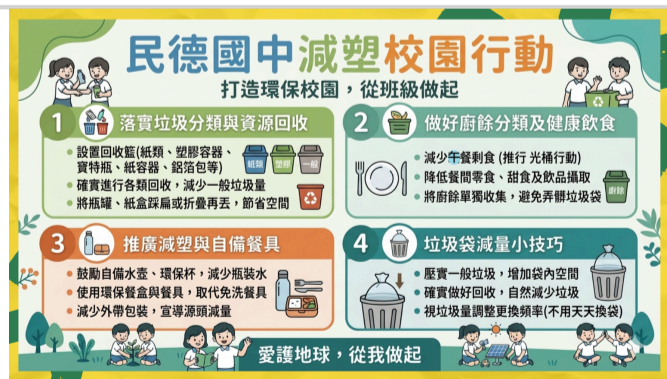 民德國中減塑校園行動
打造環保校園，從班級做起
1 落實垃圾分類與資源回收
• 設置回收籃(紙類、塑膠容器、
寶特瓶、紙容器、鋁箔包等)
• 確實進行各類回收，減少一般垃圾量
• 將瓶罐、紙盒踩扁或折疊再丟，節省空間
紙類 塑膠 一般
2 做好廚餘分類及健康飲食
• 減少午餐剩食 (推行 光桶行動)
• 降低餐間零食、甜食及飲品攝取
• 將廚餘單獨收集，避免弄髒垃圾袋
廚餘
3 推廣減塑與自備餐具
• 鼓勵自備水壺、環保杯，減少瓶裝水
• 使用環保餐盒與餐具，取代免洗餐具
• 減少外帶包裝，宣導源頭減量
4 垃圾袋減量小技巧
• 壓實一般垃圾，增加袋內空間
• 確實做好回收，自然減少垃圾
• 視垃圾量調整更換頻率(不用天天換袋)
愛護地球，從我做起